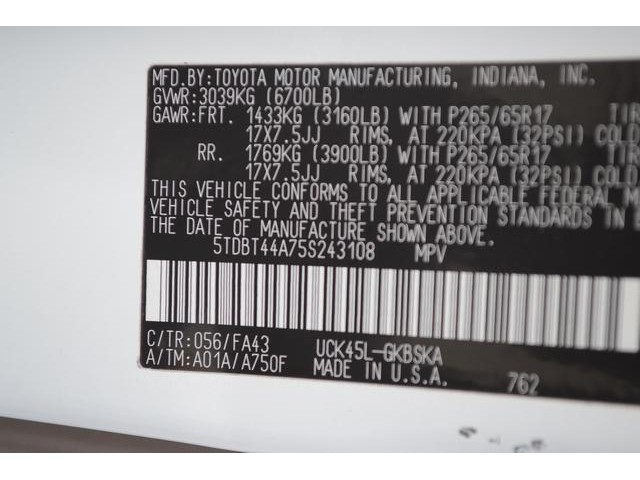 MFD.BY:TOYOTA MOTOR MANUFACTURING, INDIANA, INC.
GVWR:3039KG (6700LB)
GAWR:FRT. 1433KG (3160LB) WITH P265/65R17 TIR
17X7.5JJ RIMS, AT 220KPA (32PSI) COLD
RR. 1769KG (3900LB) WITH P265/65R17 TIR
17X7.5JJ RIMS, AT 220KPA (32PSI) COLD
THIS VEHICLE CONFORMS TO ALL APPLICABLE FEDERAL M
VEHICLE SAFETY AND THEFT PREVENTION STANDARDS IN
THE DATE OF MANUFACTURE SHOWN ABOVE.
5TDBT44A75S243108 MPV
C/TR:056/FA43 UCK45L-GKBSKA
A/TM:A01A/A750F MADE IN U.S.A. 762